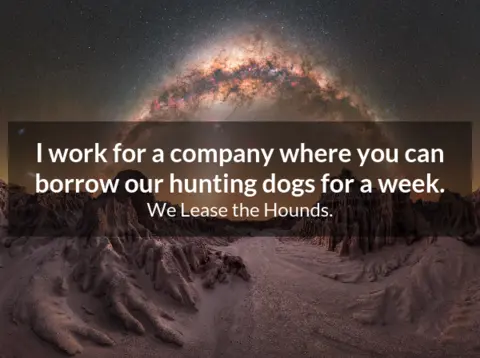 I work for a company where you can
borrow our hunting dogs for a week.
We Lease the Hounds.